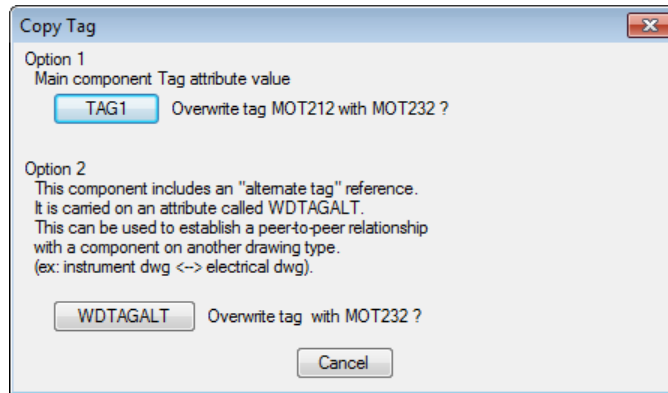 Copy Tag
Option 1
Main component Tag attribute value
TAG1 Overwrite tag MOT212 with MOT232 ?
Option 2
This component includes an "alternate tag" reference.
It is carried on an attribute called WDTAGALT.
This can be used to establish a peer-to-peer relationship
with a component on another drawing type.
(ex: instrument dwg <--> electrical dwg).
WDTAGALT Overwrite tag  with MOT232 ?
Cancel